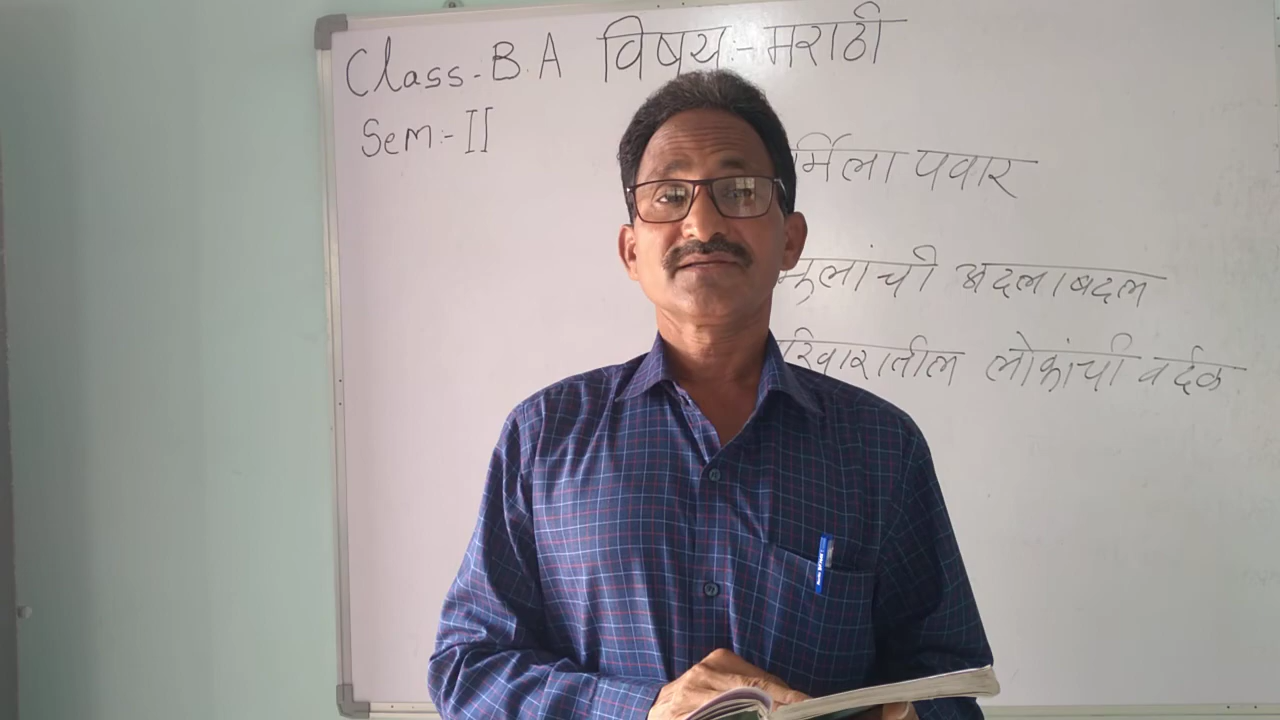 Class.- B.A विषय:- मराठी
Sem:- II
पवार
अदलाबदल
लोकांची वर्दळ